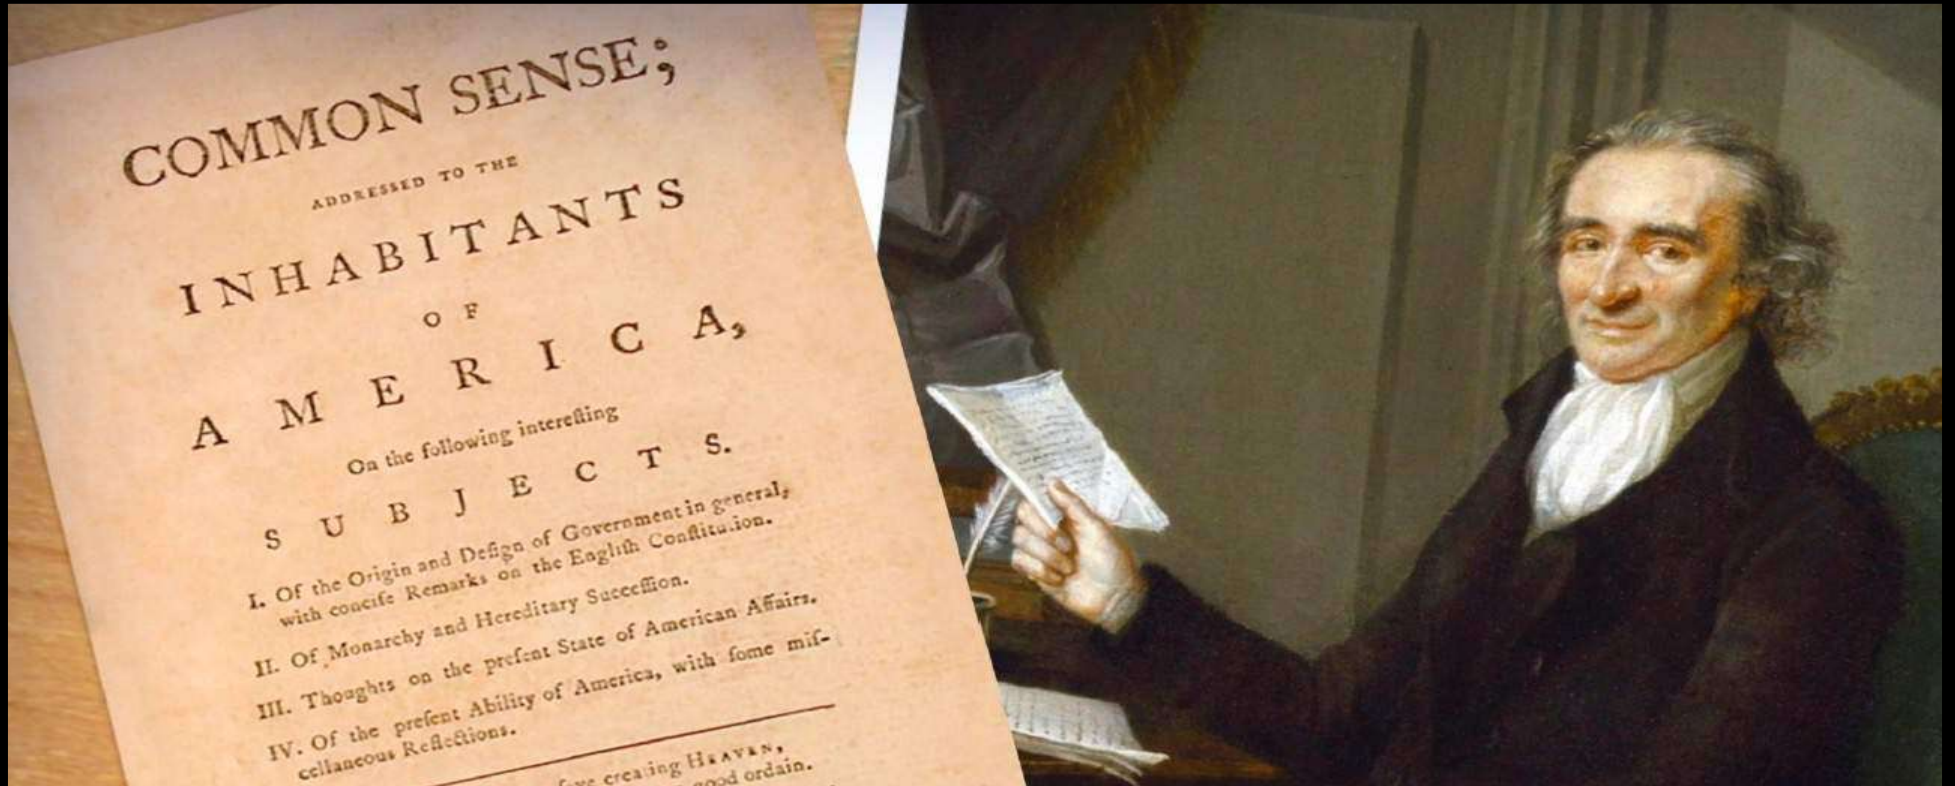 COMMON SENSE;
ADDRESSED TO THE
INHABITANTS
OF
AMERICA,
On the following intereſting
SUBJECTS.
I. Of the Origin and Deſign of Government in general,
with conciſe Remarks on the Engliſh Conſtitution.
II. Of Monarchy and Hereditary Succeſſion.
III. Thoughts on the preſent State of American Affairs.
IV. Of the preſent Ability of America, with ſome miſ-
cellaneous Reflections.
creating HEAVEN,
good ordain.